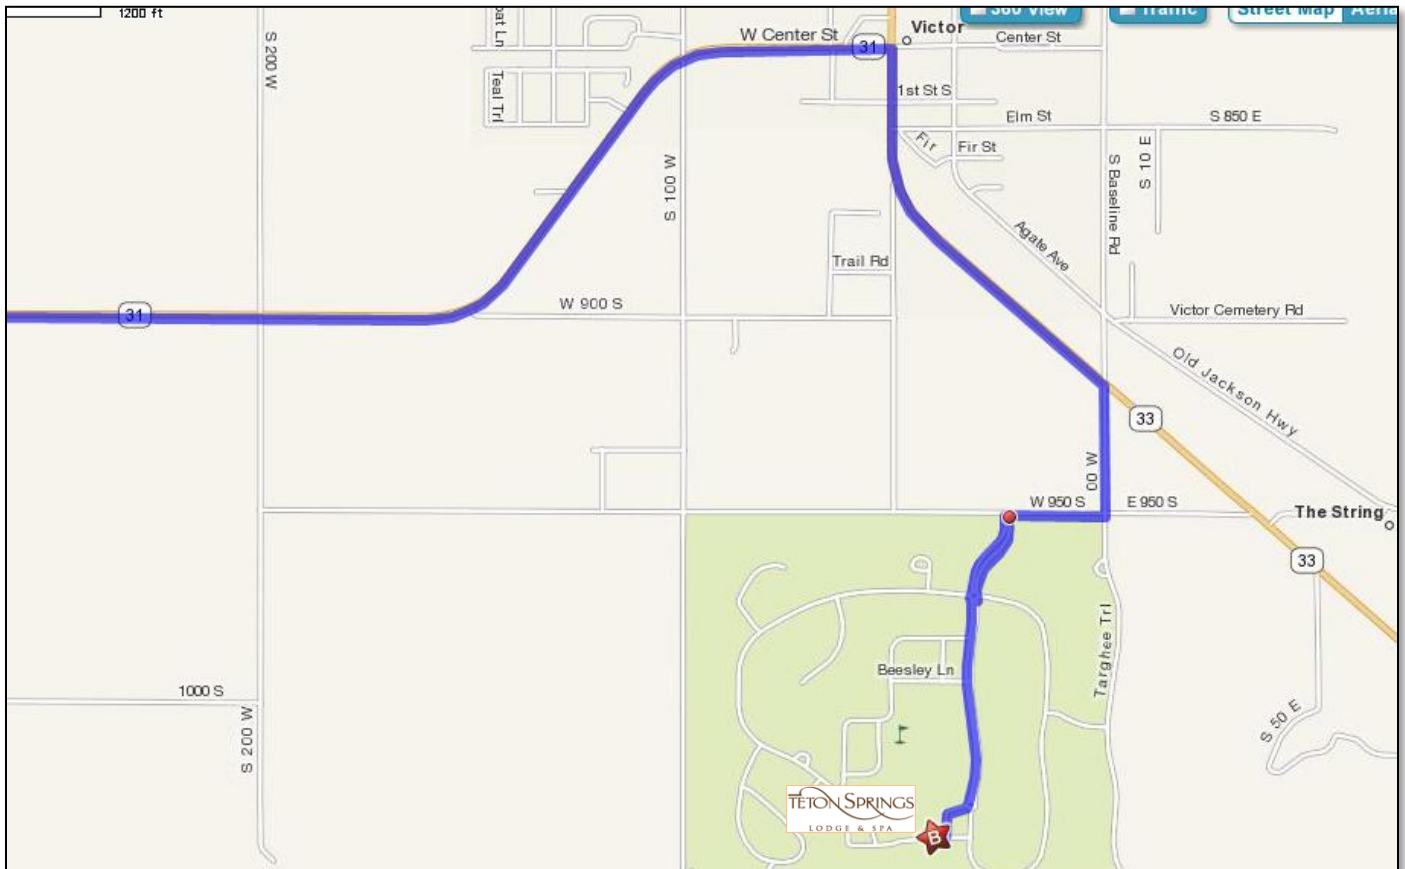 1200 ft
360 View
Traffic
Street Map
Aeria
oat Ln
S 200 W
W Center St
31
Victor
Center St
Teal Trl
1st St S
Elm St
S 850 E
Fir
Fir St
S 10 E
S 100 W
S Baseline Rd
Agate Ave
Trail Rd
31
W 900 S
Victor Cemetery Rd
Old Jackson Hwy
33
00 W
W 950 S
E 950 S
The String
33
Targhee Trl
Beesley Ln
1000 S
S 200 W
S 50 E
TETON SPRINGS
LODGE & SPA
B